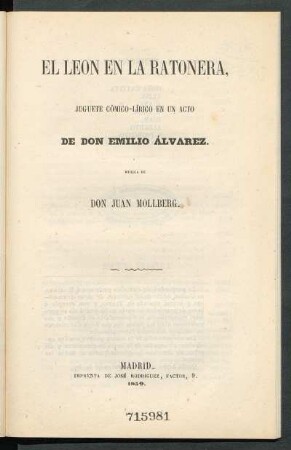 EL LEON EN LA RATONERA,
JUGUETE CÓMICO-LÍRICO EN UN ACTO
DE DON EMILIO ÁLVAREZ.
MUSICA DE
DON JUAN MOLLBERG.
MADRID.
IMPRENTA DE JOSÉ RODRIGUEZ, FACTOR, 9.
1859.
715981